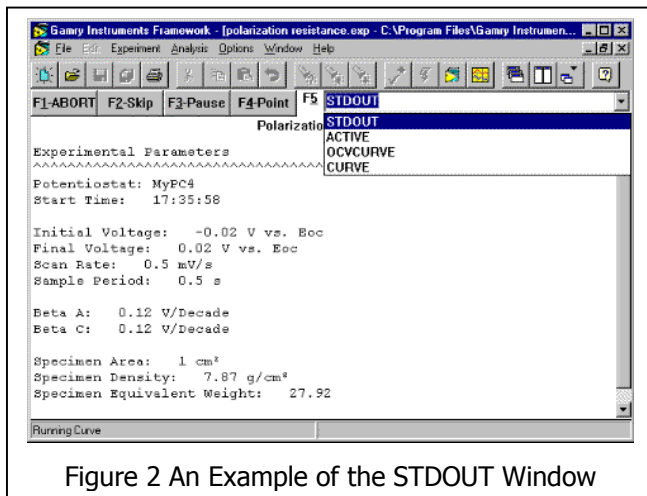 Gamry Instruments Framework - [polarization resistance.exp - C:\Program Files\Gamry Instrumen...
File Edit Experiment Analysis Options Window Help
F1-ABORT F2-Skip F3-Pause F4-Point F5 STDOUT
Polarizatio
STDOUT
ACTIVE
OCVCURVE
CURVE
Experimental Parameters
^^^^^^^^^^^^^^^^^^^^^^^^^^^^^^^^^^^
Potentiostat: MyPC4
Start Time: 17:35:58
Initial Voltage: -0.02 V vs. Eoc
Final Voltage: 0.02 V vs. Eoc
Scan Rate: 0.5 mV/s
Sample Period: 0.5 s
Beta A: 0.12 V/Decade
Beta C: 0.12 V/Decade
Specimen Area: 1 cm²
Specimen Density: 7.87 g/cm²
Specimen Equivalent Weight: 27.92
Running Curve
Figure 2 An Example of the STDOUT Window